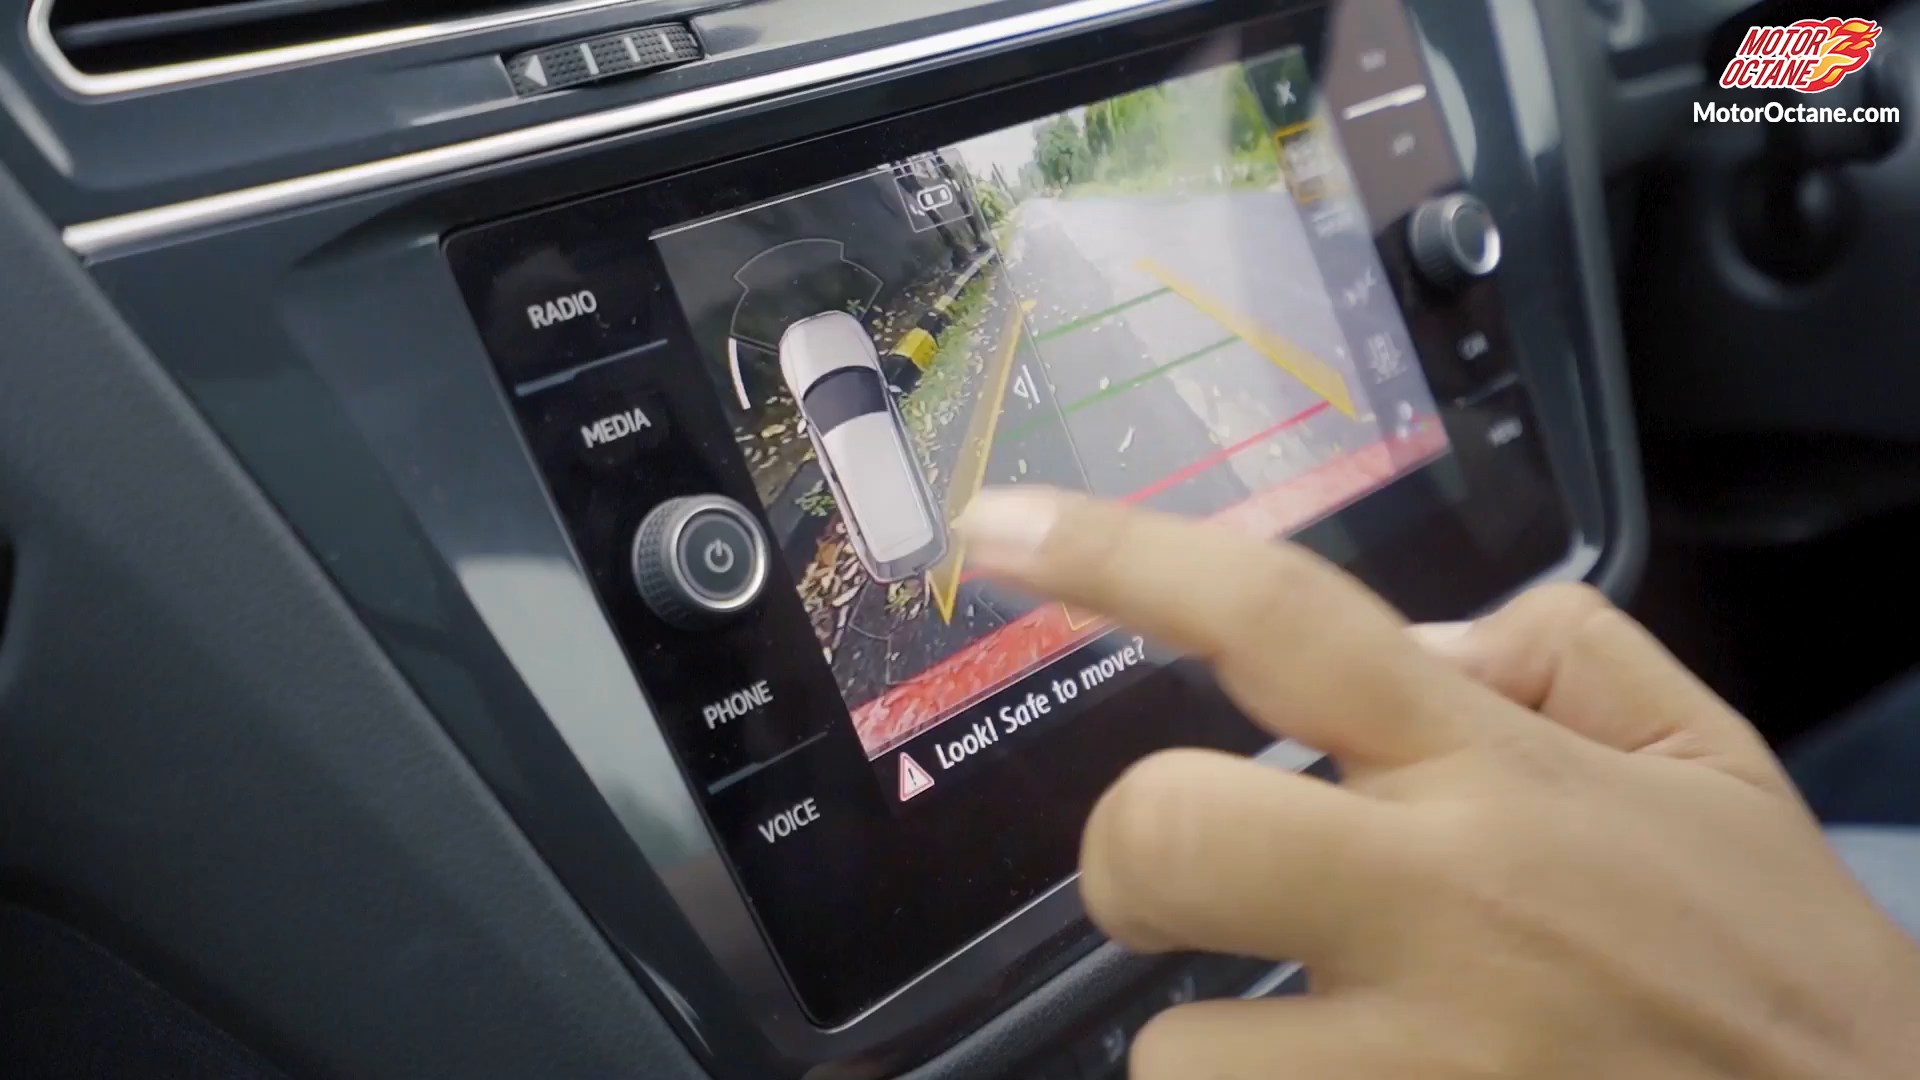 MOTOR
OCTANE
MotorOctane.com
RADIO
MEDIA
PHONE
VOICE
Look! Safe to move?